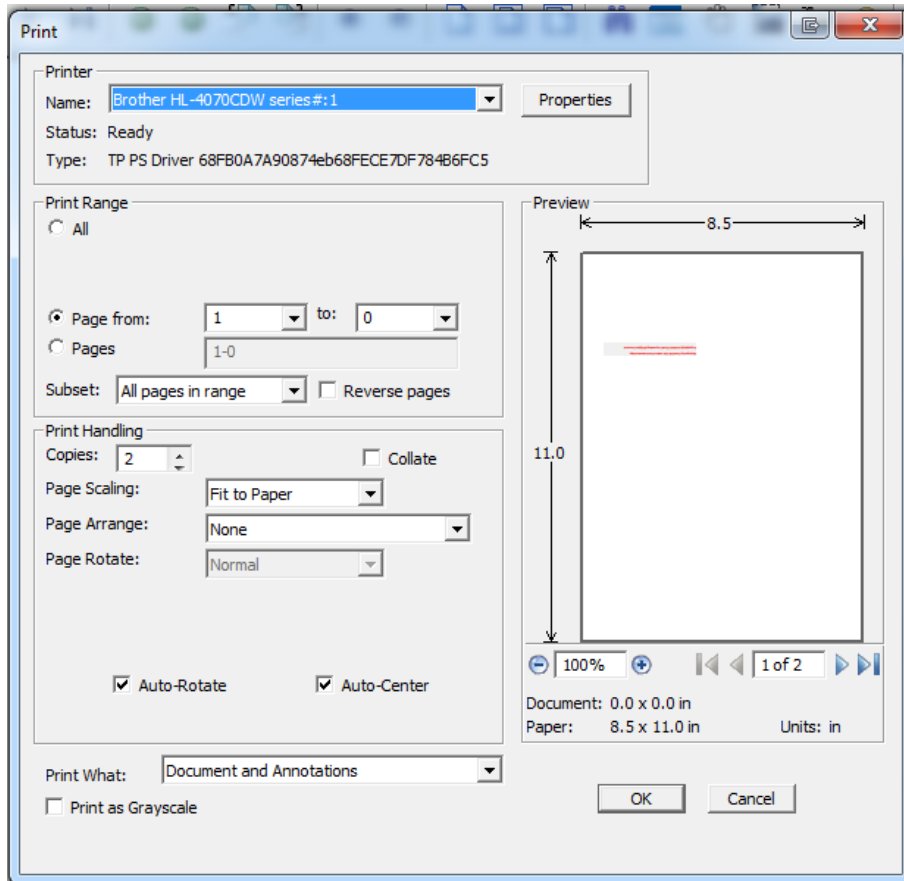 Print
Printer
Name: Brother HL-4070CDW series#:1 Properties
Status: Ready
Type: TP PS Driver 68FB0A7A90874eb68FECE7DF784B6FC5
Print Range
All
Page from: 1 to: 0
Pages 1-0
Subset: All pages in range Reverse pages
Print Handling
Copies: 2 Collate
Page Scaling: Fit to Paper
Page Arrange: None
Page Rotate: Normal
Auto-Rotate Auto-Center
Preview
8.5
11.0
100% 1 of 2
Document: 0.0 x 0.0 in
Paper: 8.5 x 11.0 in Units: in
Print What: Document and Annotations
Print as Grayscale
OK Cancel